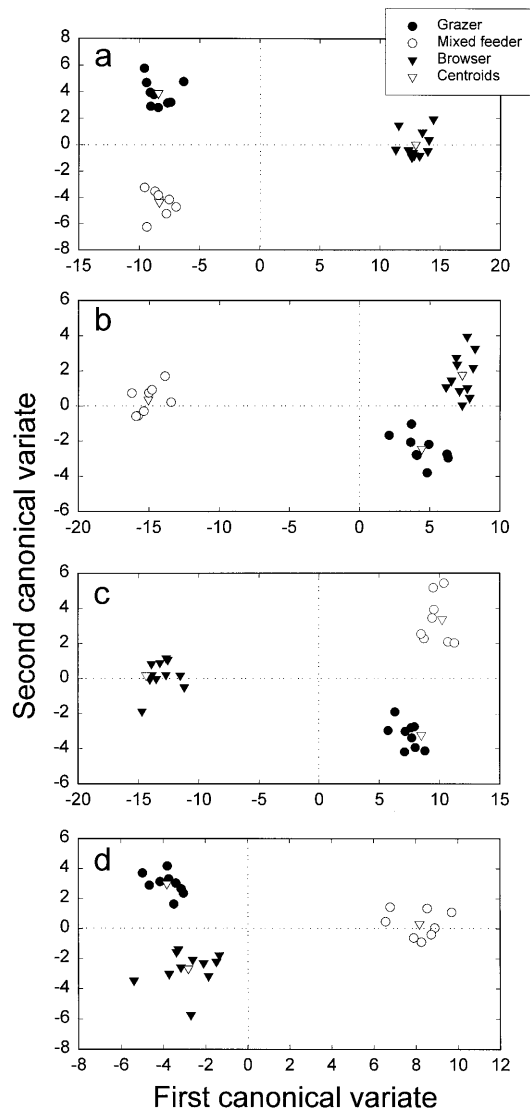 Grazer
Mixed feeder
Browser
Centroids
a
8
6
4
2
0
-2
-4
-6
-8
-15 -10 -5 0 5 10 15 20
b
6
4
2
0
-2
-4
-6
-20 -15 -10 -5 0 5 10
Second canonical variate
c
6
4
2
0
-2
-4
-6
-20 -15 -10 -5 0 5 10 15
d
6
4
2
0
-2
-4
-6
-8
-6 -4 -2 0 2 4 6 8 10 12
First canonical variate